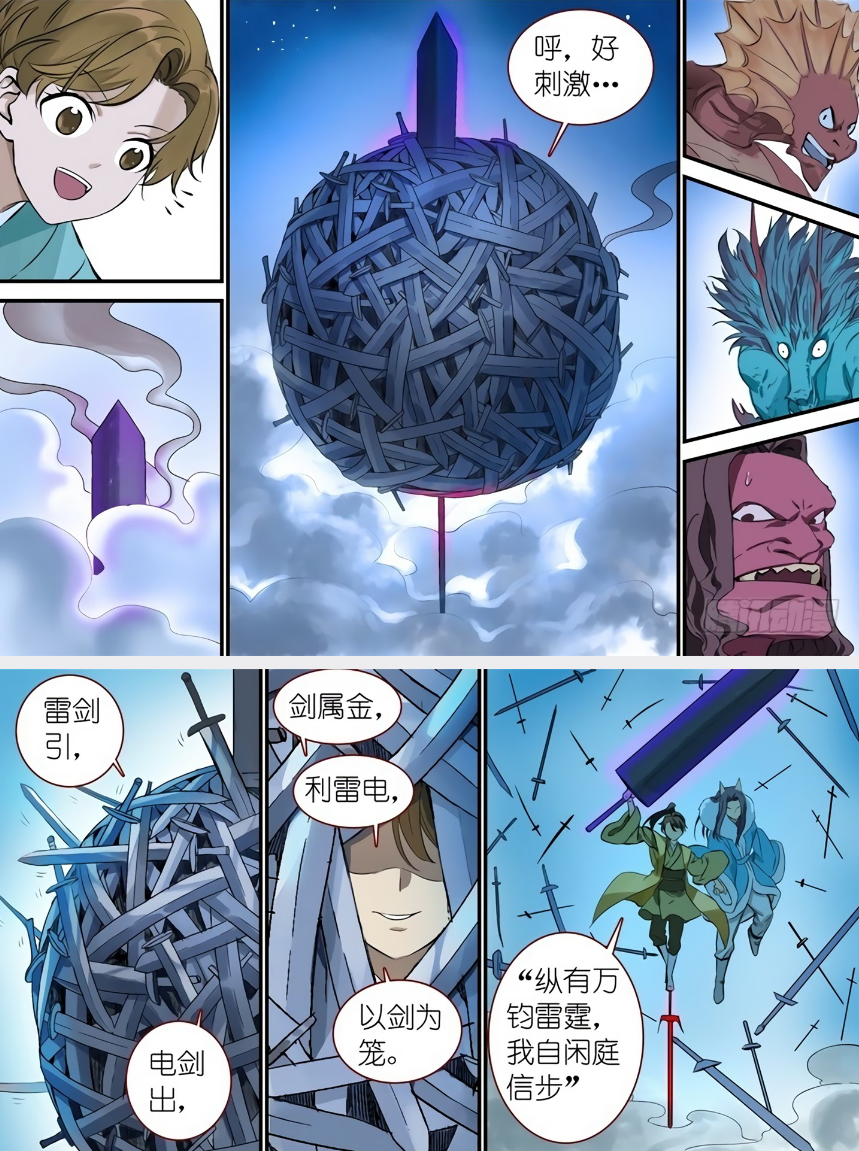 呼，好
刺激…
雷剑
引，
电剑
出，
剑属金，
利雷电，
以剑为
笼。
“纵有万
钧雷霆，
我自闲庭
信步”